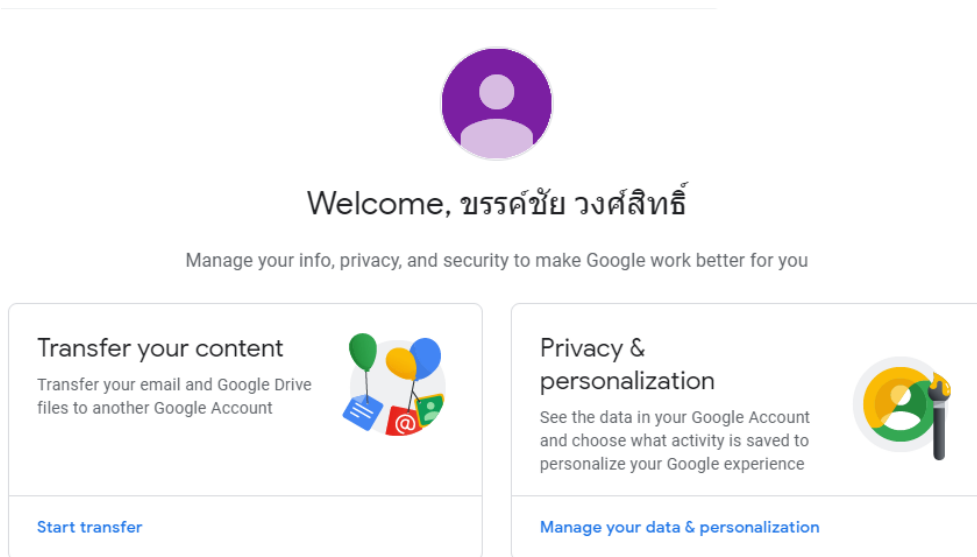 Welcome, ขรรค์ชัย วงศ์สิทธิ์
Manage your info, privacy, and security to make Google work better for you
Transfer your content
Transfer your email and Google Drive
files to another Google Account
@
Start transfer
Privacy &
personalization
See the data in your Google Account
and choose what activity is saved to
personalize your Google experience
Manage your data & personalization